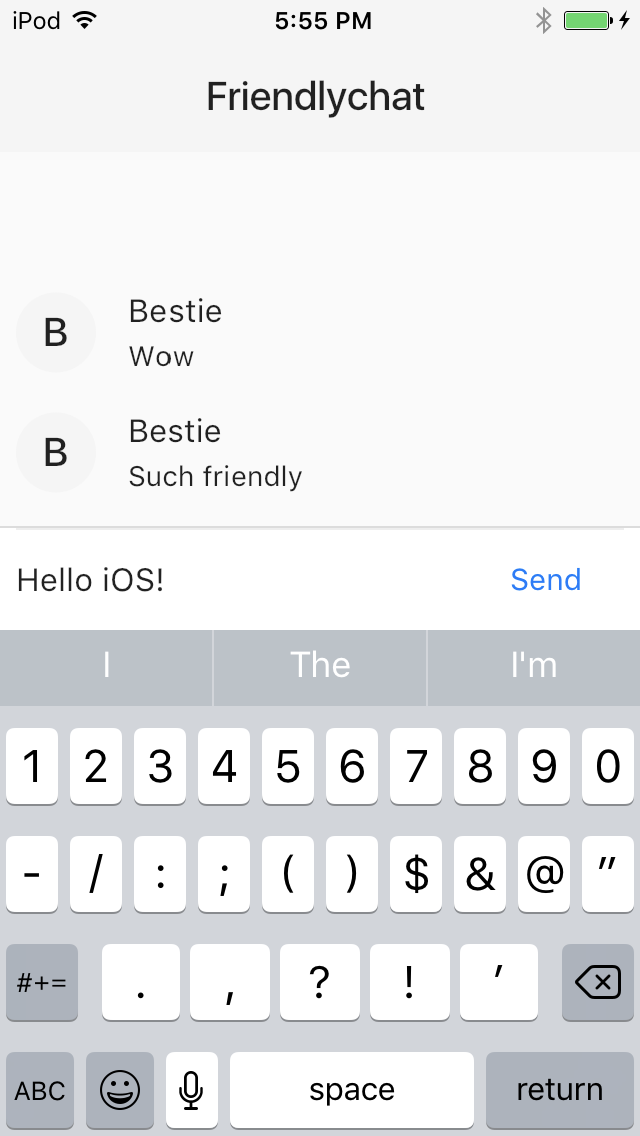 iPod 5:55 PM
Friendlychat
B
Bestie
Wow
B
Bestie
Such friendly
Hello iOS! Send
I The I'm
1 2 3 4 5 6 7 8 9 0
- / : ; ( ) $ & @ "
#+= . , ? ! '
ABC space return